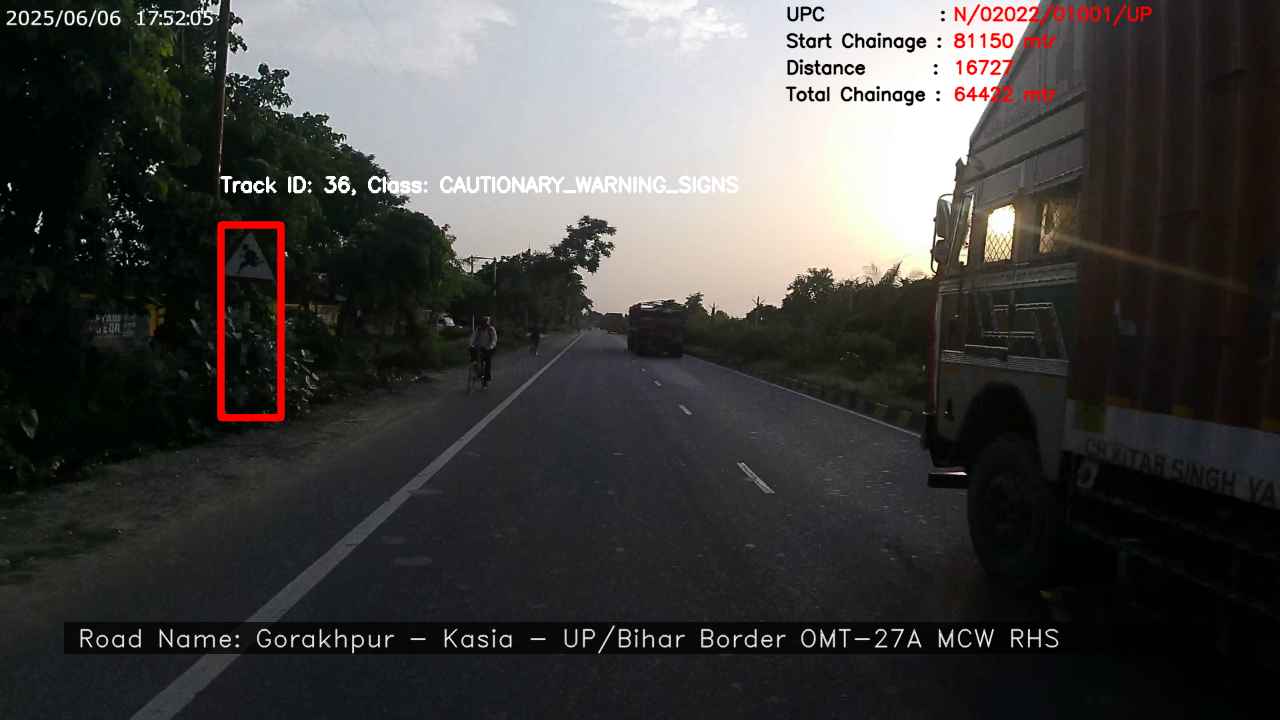 2025/06/06 17:52:05
UPC : N/02022/01001/UP
Start Chainage : 81150 mtr
Distance : 16727
Total Chainage : 64422 mtr
Track ID: 36, Class: CAUTIONARY_WARNING_SIGNS
SINGH
Road Name: Gorakhpur - Kasia - UP/Bihar Border OMT-27A MCW RHS